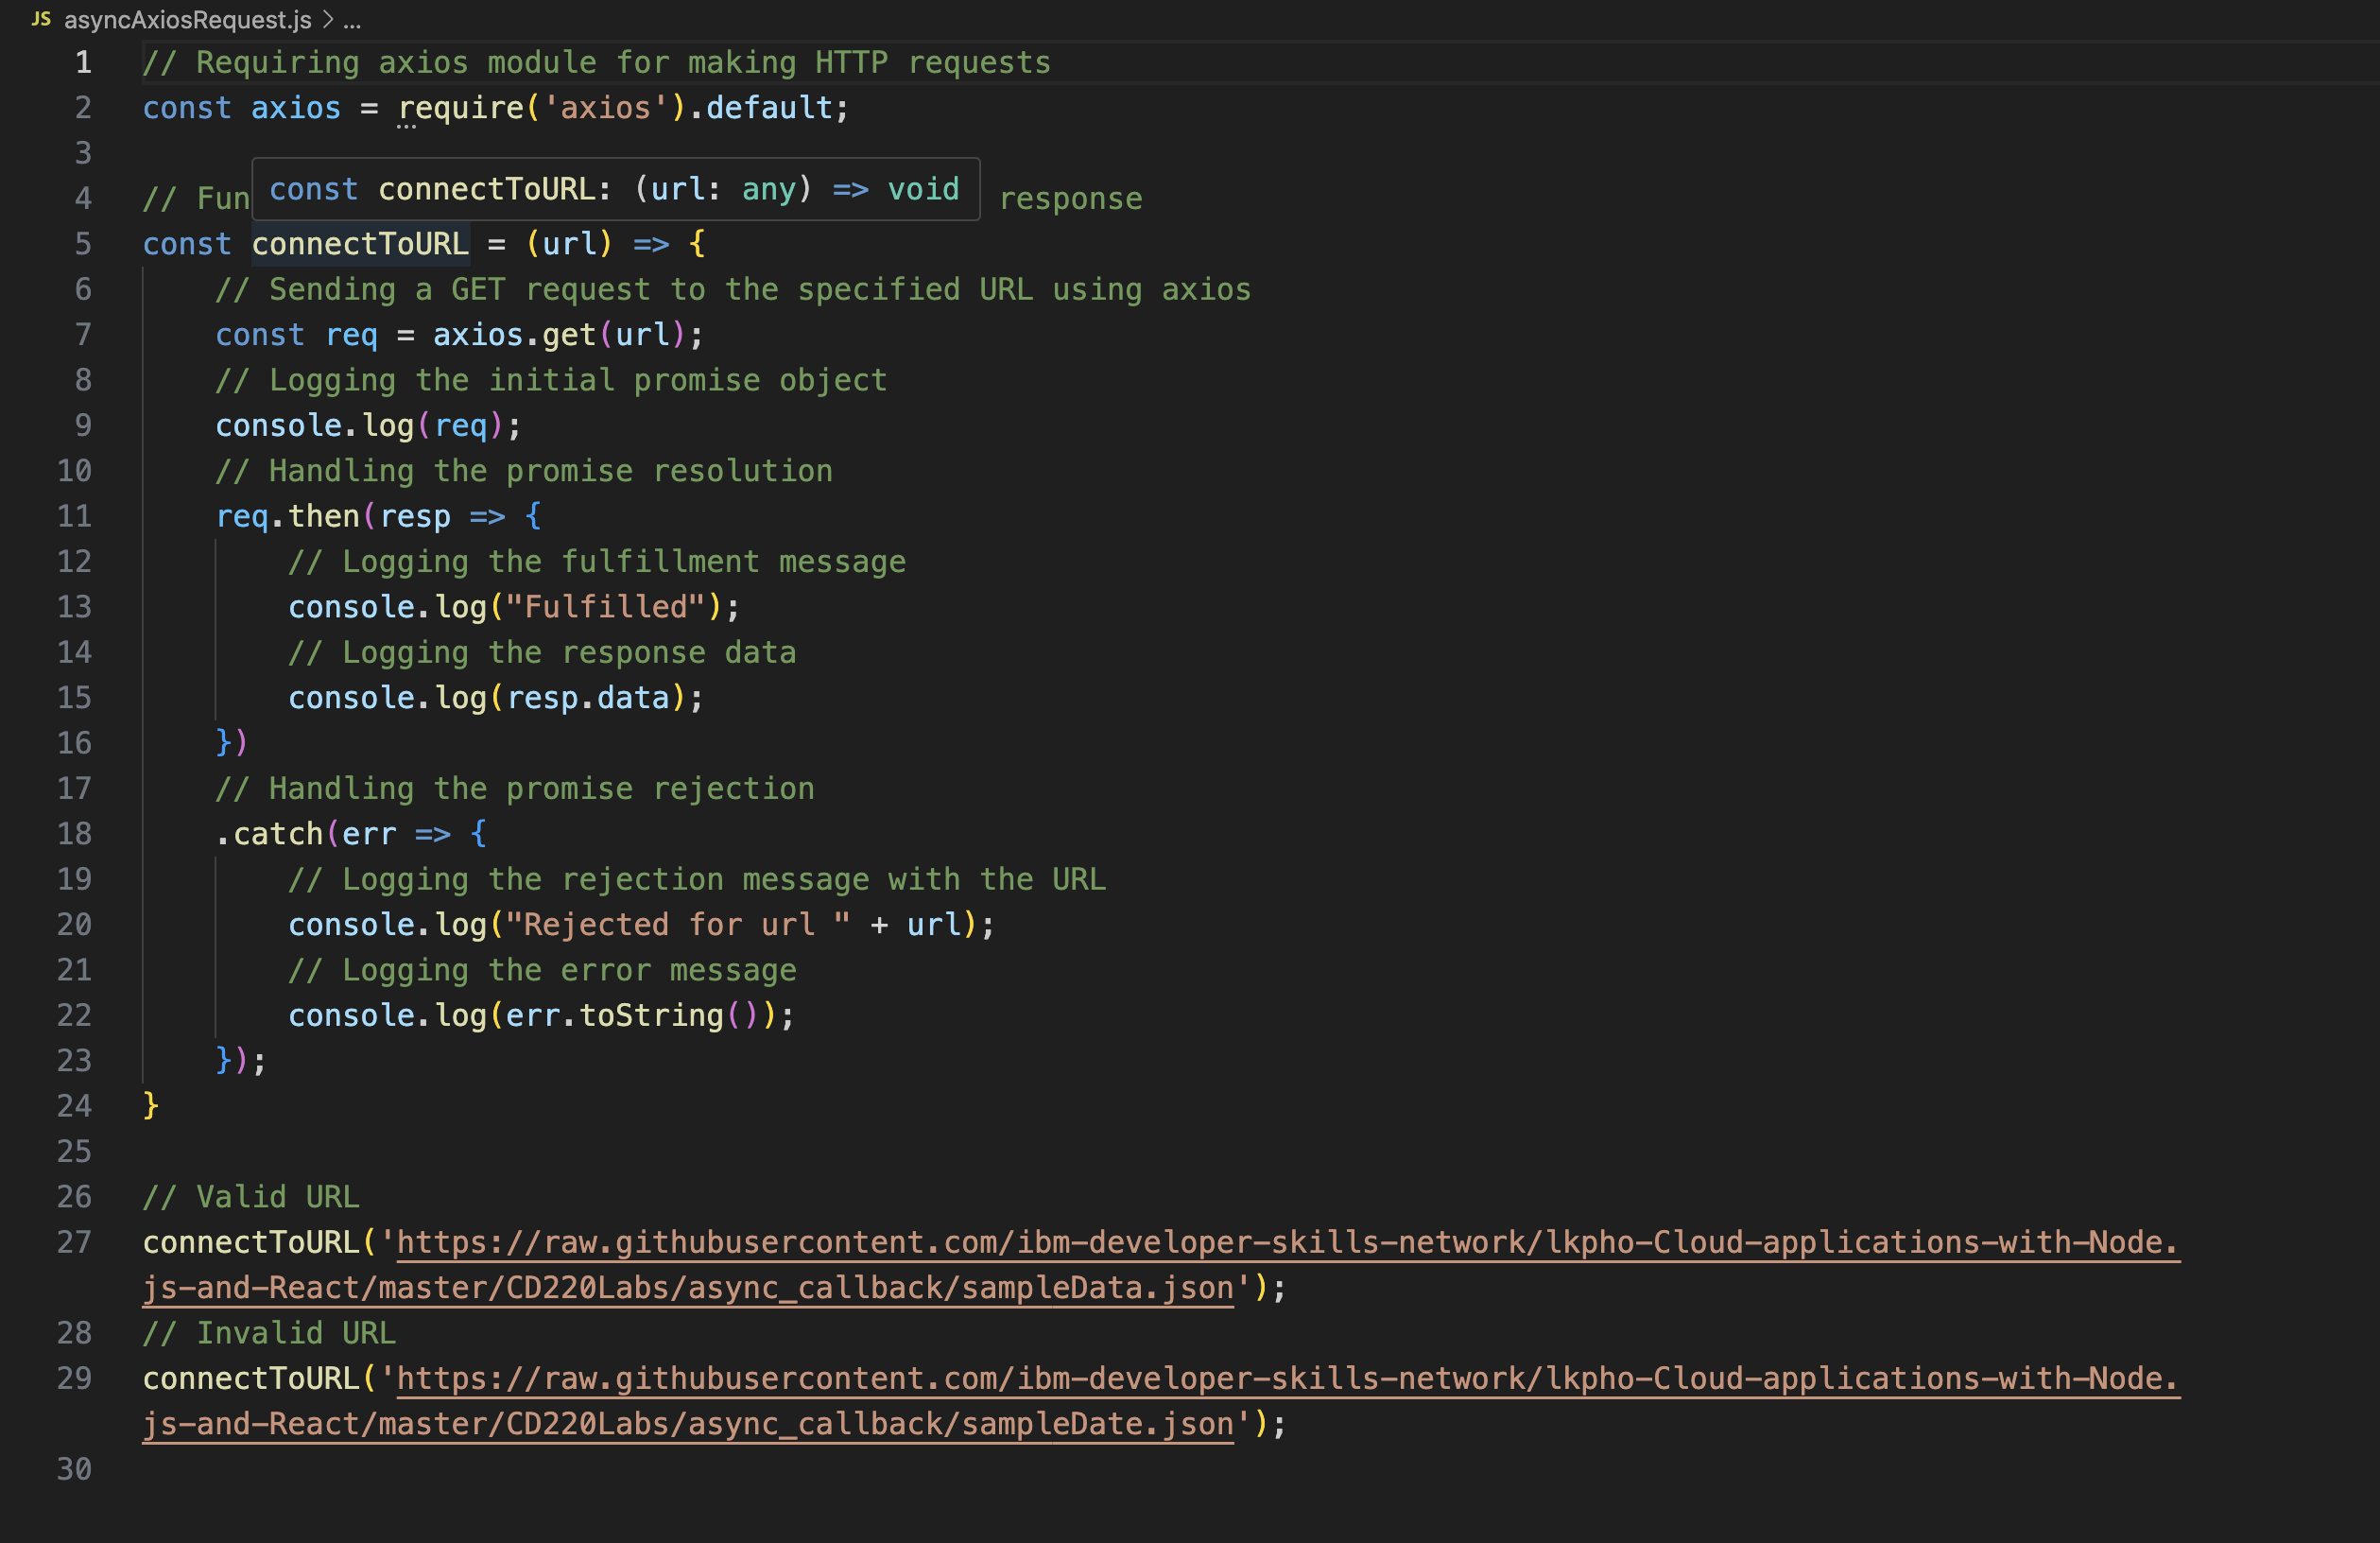 JS asyncAxiosRequest.js > ...
1 // Requiring axios module for making HTTP requests
2 const axios = require('axios').default;
3
const connectToURL: (url: any) => void
4 // Fun response
5 const connectToURL = (url) => {
6     // Sending a GET request to the specified URL using axios
7     const req = axios.get(url);
8     // Logging the initial promise object
9     console.log(req);
10     // Handling the promise resolution
11     req.then(resp => {
12         // Logging the fulfillment message
13         console.log("Fulfilled");
14         // Logging the response data
15         console.log(resp.data);
16     })
17     // Handling the promise rejection
18     .catch(err => {
19         // Logging the rejection message with the URL
20         console.log("Rejected for url " + url);
21         // Logging the error message
22         console.log(err.toString());
23     });
24 }
25
26 // Valid URL
27 connectToURL('https://raw.githubusercontent.com/ibm-developer-skills-network/lkpho-Cloud-applications-with-Node.
js-and-React/master/CD220Labs/async_callback/sampleData.json');
28 // Invalid URL
29 connectToURL('https://raw.githubusercontent.com/ibm-developer-skills-network/lkpho-Cloud-applications-with-Node.
js-and-React/master/CD220Labs/async_callback/sampleDate.json');
30